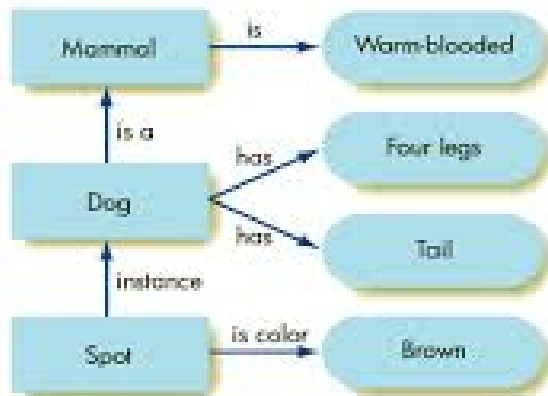 Mammal
is
Warm-blooded
is a
has
Four legs
Dog
has
Tail
instance
Spot
is color
Brown